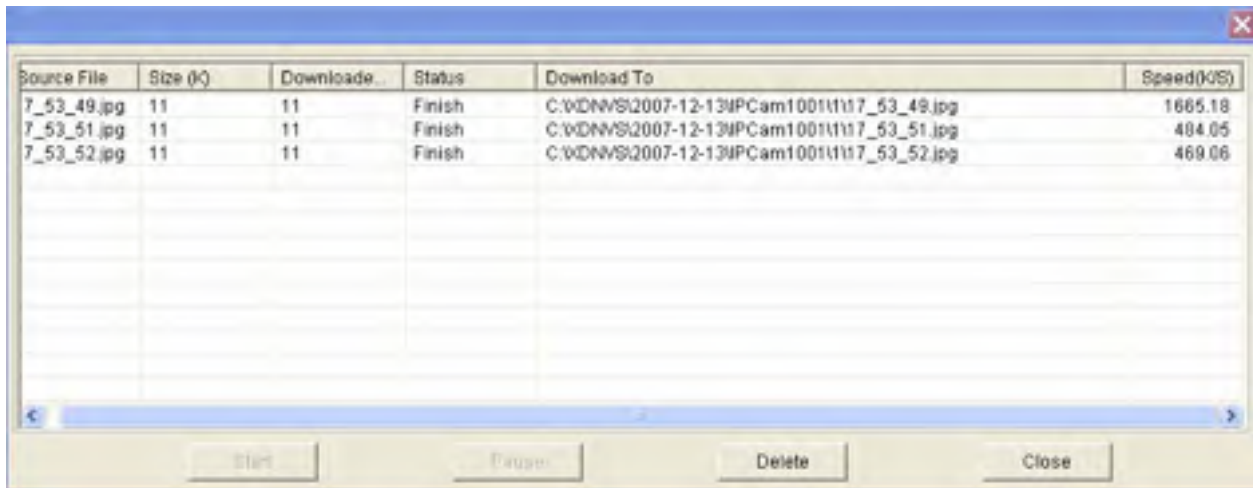 Source File Size (K) Downloade... Status Download To Speed(K/S)
7_53_49.jpg 11 11 Finish C:\XDNVS\2007-12-13\IPCam1001\1\17_53_49.jpg 1665.18
7_53_51.jpg 11 11 Finish C:\XDNVS\2007-12-13\IPCam1001\1\17_53_51.jpg 484.05
7_53_52.jpg 11 11 Finish C:\XDNVS\2007-12-13\IPCam1001\1\17_53_52.jpg 469.06
Start Pause Delete Close